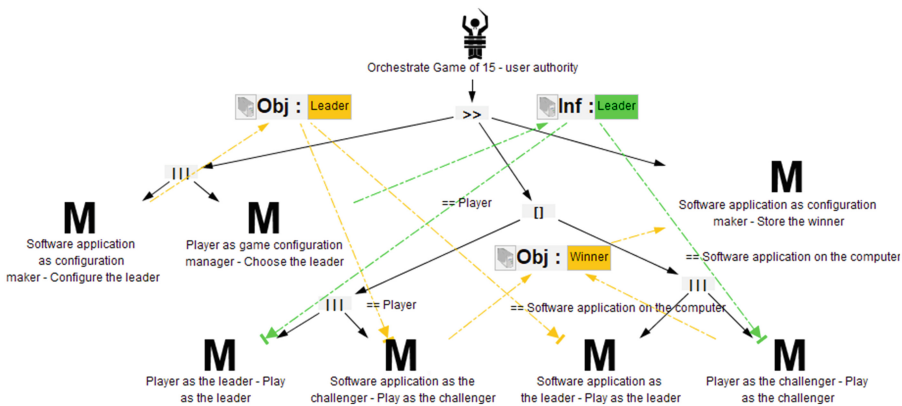 Orchestrate Game of 15 - user authority
Obj : Leader
Inf : Leader
>>
|||
M
Software application
as configuration
maker - Configure the leader
M
Player as game configuration
manager - Choose the leader
== Player
[]
M
Software application as configuration
maker - Store the winner
Obj : Winner
== Software application on the computer
|||
== Player
== Software application on the computer
|||
M
Player as the leader - Play
as the leader
M
Software application as the
challenger - Play as the challenger
M
Software application as
the leader - Play as the leader
M
Player as the challenger - Play
as the challenger